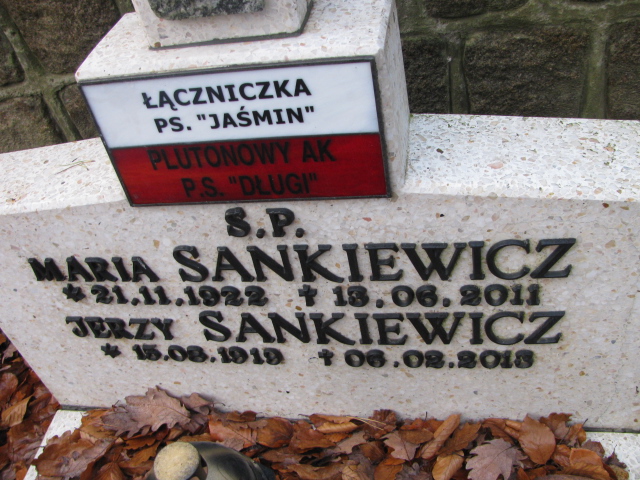 ŁĄCZNICZKA
PS. "JAŚMIN"
PLUTONOWY AK
P.S. "DŁUGI"
Ś.P.
MARIA SANKIEWICZ
* 21.11.1922 † 13.06.2011
JERZY SANKIEWICZ
* 15.08.1919 † 06.02.2013